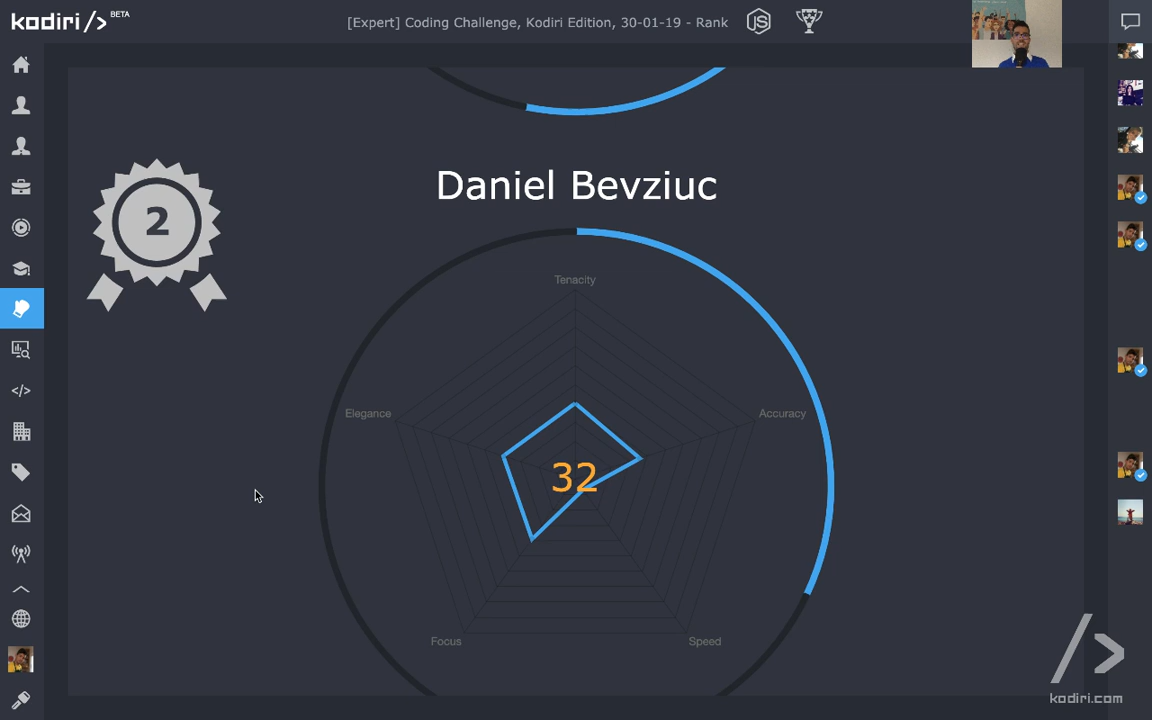 kodiri/> BETA
[Expert] Coding Challenge, Kodiri Edition, 30-01-19 - Rank
JS
2
Daniel Bevziuc
Tenacity
Elegance
Accuracy
32
Focus
Speed
</>
/>
kodiri.com